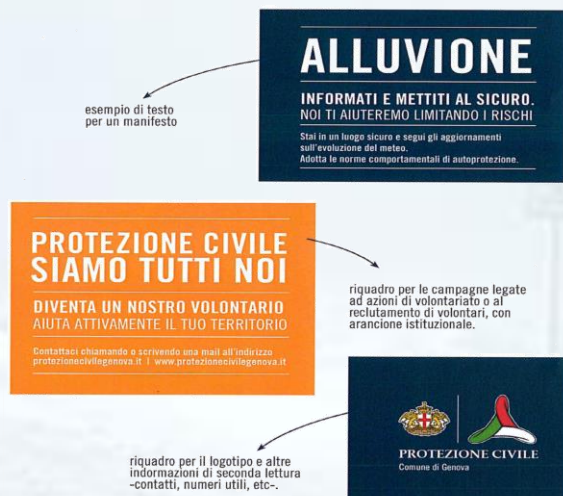 ALLUVIONE
INFORMATI E METTITI AL SICURO.
NOI TI AIUTEREMO LIMITANDO I RISCHI
Stai in un luogo sicuro e segui gli aggiornamenti
sull'evoluzione del meteo.
Adotta le norme comportamentali di autoprotezione.
esempio di testo
per un manifesto
PROTEZIONE CIVILE
SIAMO TUTTI NOI
DIVENTA UN NOSTRO VOLONTARIO
AIUTA ATTIVAMENTE IL TUO TERRITORIO
Contattaci chiamando o scrivendo una mail all'indirizzo
protezionecivilegenova.it | www.protezionecivilegenova.it
riquadro per le campagne legate
ad azioni di volontariato o al
reclutamento di volontari, con
arancione istituzionale.
PROTEZIONE CIVILE
Comune di Genova
riquadro per il logotipo e altre
indormazioni di seconda lettura
-contatti, numeri utili, etc-.